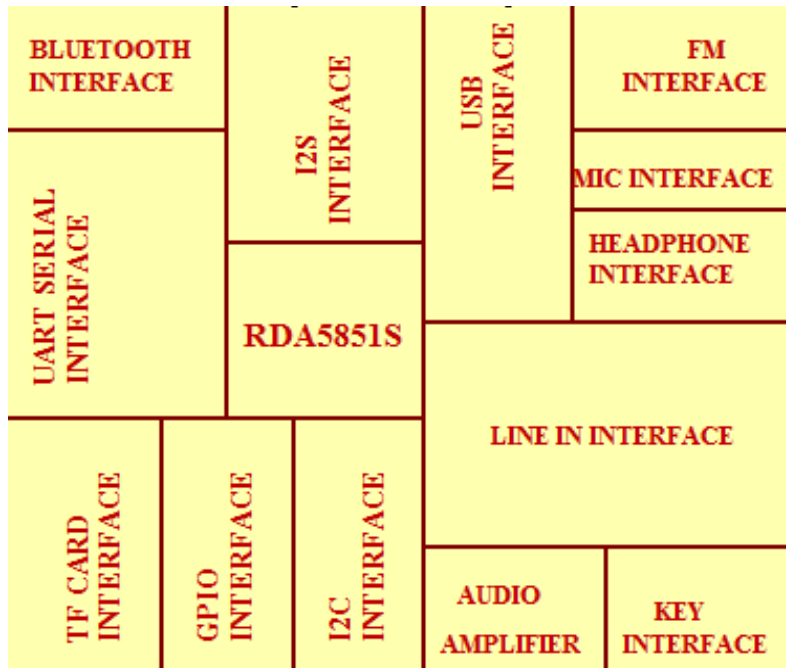 BLUETOOTH
INTERFACE
I2S
INTERFACE
USB
INTERFACE
FM
INTERFACE
MIC INTERFACE
HEADPHONE
INTERFACE
UART SERIAL
INTERFACE
RDA5851S
LINE IN INTERFACE
TF CARD
INTERFACE
GPIO
INTERFACE
I2C
INTERFACE
AUDIO
AMPLIFIER
KEY
INTERFACE